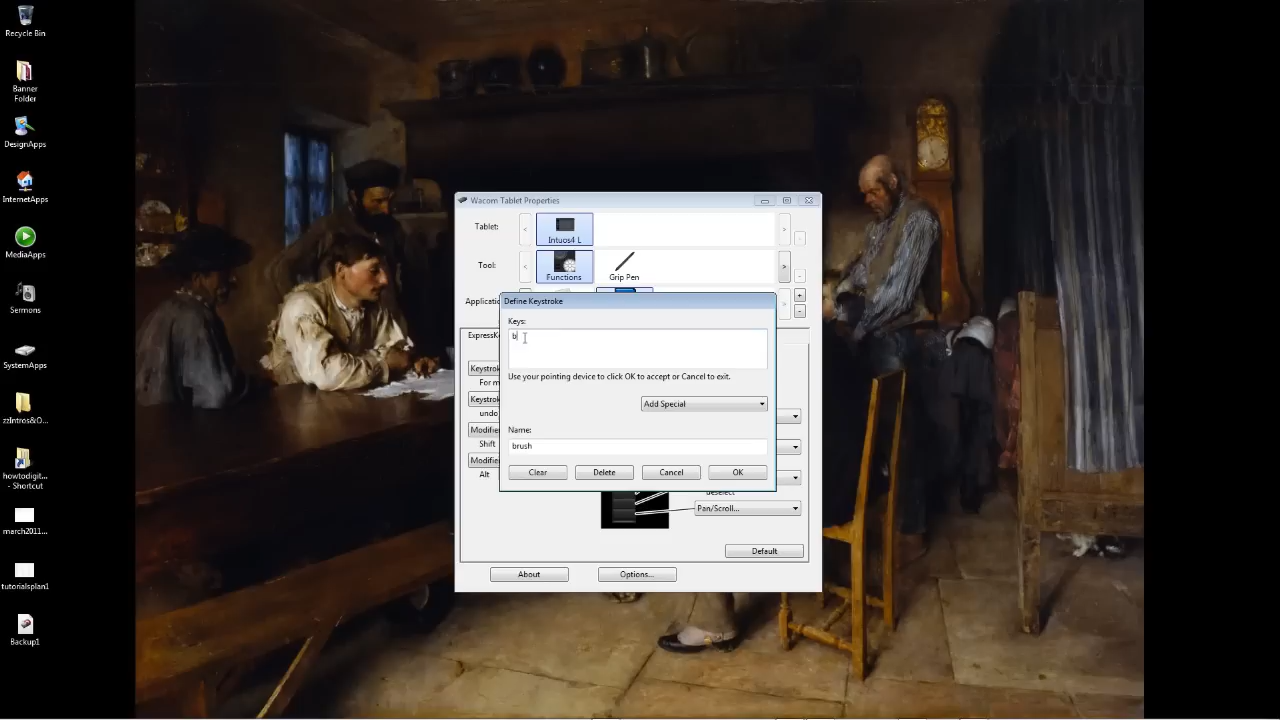 Recycle Bin
Banner
Folder
DesignApps
InternetApps
MediaApps
Sermons
SystemApps
zzIntros&O...
howtodigit...
- Shortcut
march2011...
tutorialsplan1
Backup1
Wacom Tablet Properties
Tablet:
Intuos4 L
Tool:
Functions
Grip Pen
Applicatio
ExpressK
Keystrok
For m
Keystrok
undo
Modifie
Shift
Modifie
Alt
Define Keystroke
Keys:
b
Use your pointing device to click OK to accept or Cancel to exit.
Add Special
Name:
brush
Clear
Delete
Cancel
OK
deselect
Pan/Scroll...
Default
About
Options...